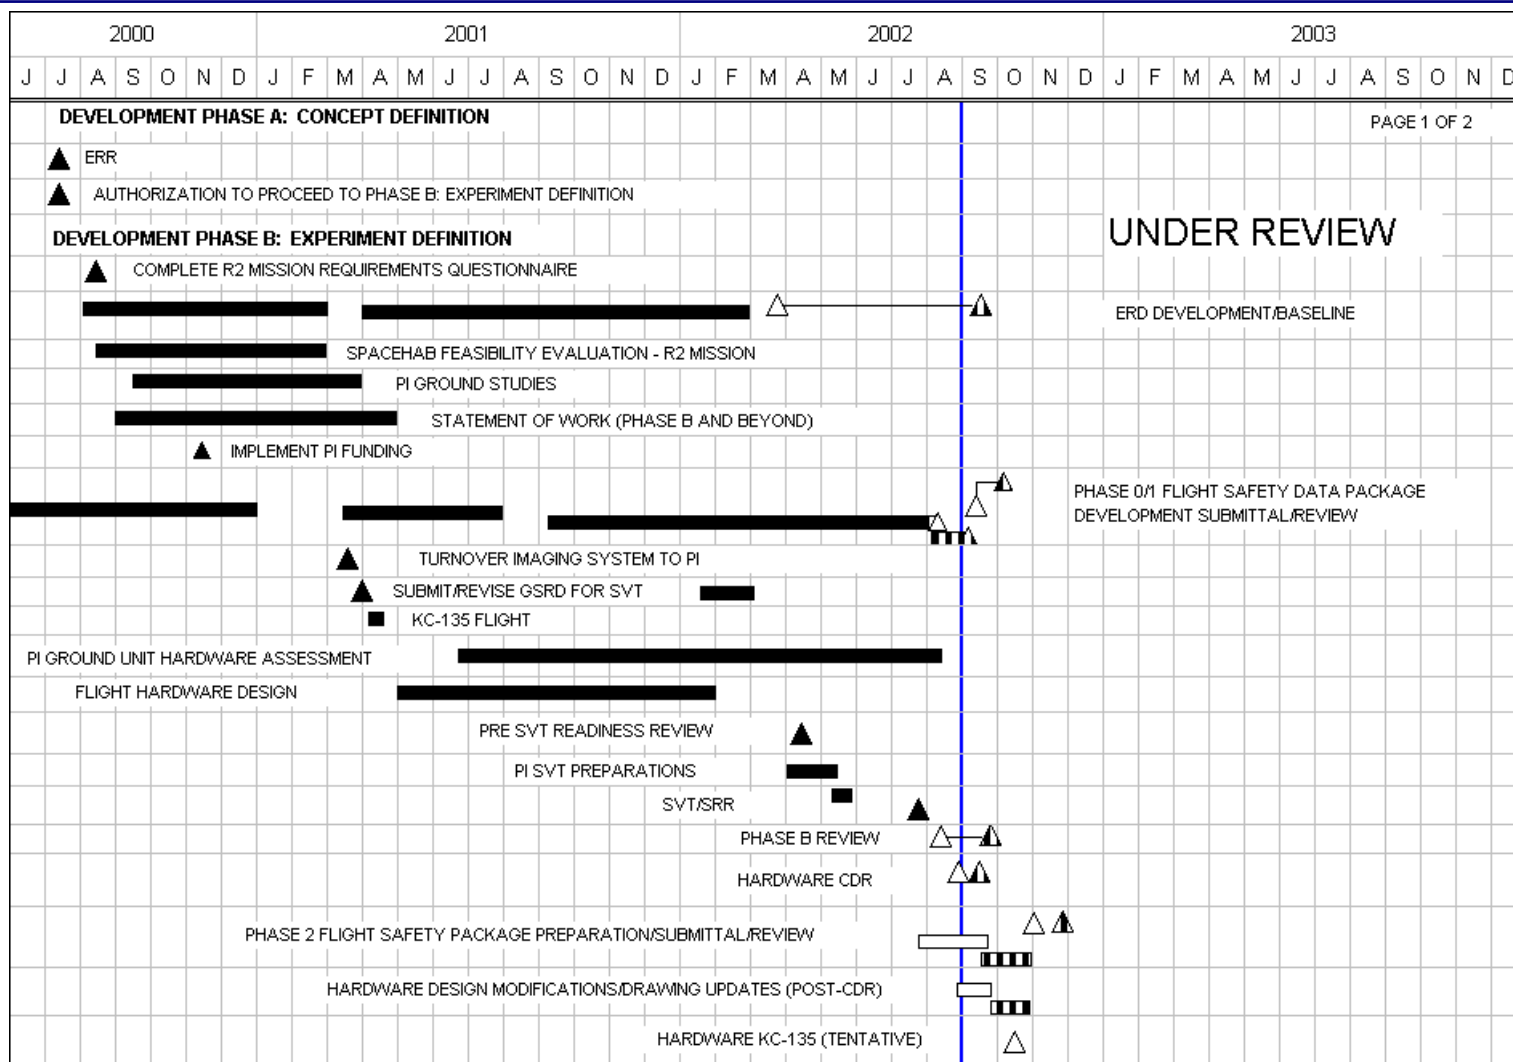 2000 2001 2002 2003
J J A S O N D J F M A M J J A S O N D J F M A M J J A S O N D J F M A M J J A S O N D
DEVELOPMENT PHASE A: CONCEPT DEFINITION
PAGE 1 OF 2
ERR
AUTHORIZATION TO PROCEED TO PHASE B: EXPERIMENT DEFINITION
UNDER REVIEW
DEVELOPMENT PHASE B: EXPERIMENT DEFINITION
COMPLETE R2 MISSION REQUIREMENTS QUESTIONNAIRE
ERD DEVELOPMENT/BASELINE
SPACEHAB FEASIBILITY EVALUATION - R2 MISSION
PI GROUND STUDIES
STATEMENT OF WORK (PHASE B AND BEYOND)
IMPLEMENT PI FUNDING
PHASE 0/1 FLIGHT SAFETY DATA PACKAGE
DEVELOPMENT SUBMITTAL/REVIEW
TURNOVER IMAGING SYSTEM TO PI
SUBMIT/REVISE GSRD FOR SVT
KC-135 FLIGHT
PI GROUND UNIT HARDWARE ASSESSMENT
FLIGHT HARDWARE DESIGN
PRE SVT READINESS REVIEW
PI SVT PREPARATIONS
SVT/SRR
PHASE B REVIEW
HARDWARE CDR
PHASE 2 FLIGHT SAFETY PACKAGE PREPARATION/SUBMITTAL/REVIEW
HARDWARE DESIGN MODIFICATIONS/DRAWING UPDATES (POST-CDR)
HARDWARE KC-135 (TENTATIVE)